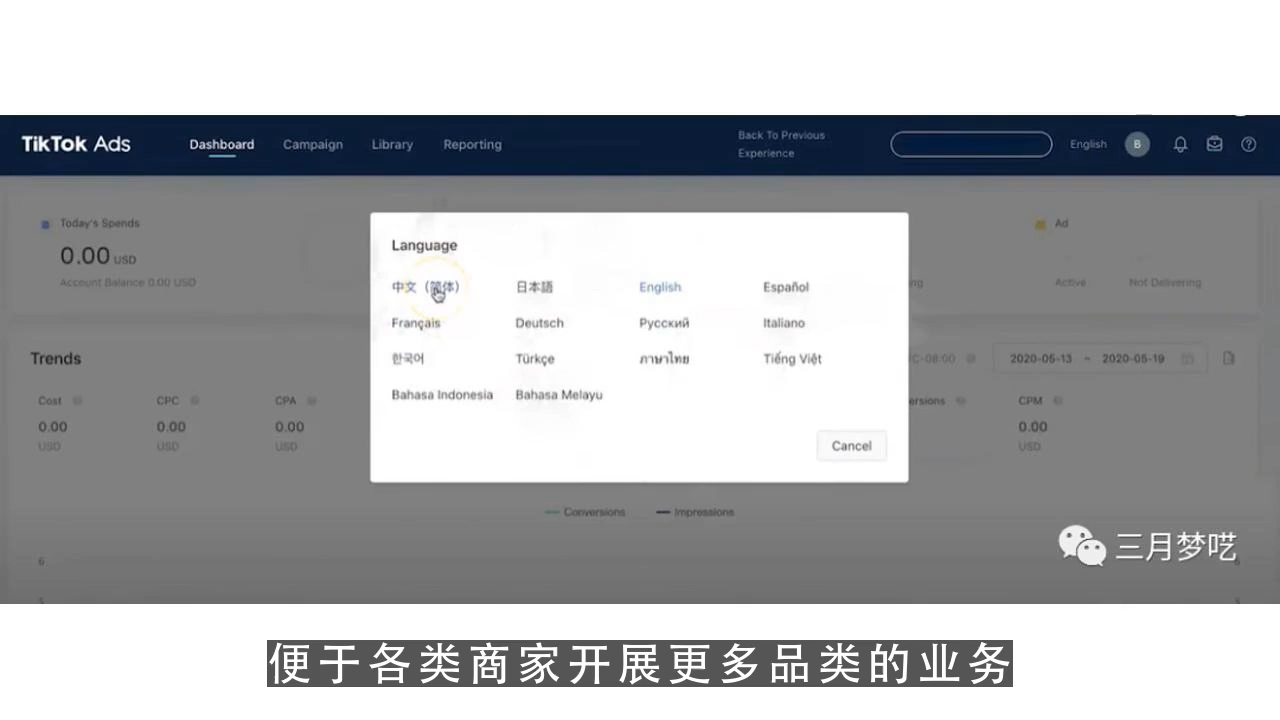 TikTok Ads
Dashboard
Campaign
Library
Reporting
Back To Previous
Experience
English
B
Today's Spends
0.00 USD
Account Balance 0.00 USD
Ad
Active
Not Delivering
Language
中文（简体）
日本語
English
Español
Français
Deutsch
Русский
Italiano
한국어
Türkçe
ภาษาไทย
Tiếng Việt
Bahasa Indonesia
Bahasa Melayu
Cancel
Trends
2020-05-13 ~ 2020-05-19
Cost
CPC
CPA
CPM
0.00
0.00
0.00
0.00
USD
USD
USD
USD
Conversions
Impressions
6
6
三月梦呓
便于各类商家开展更多品类的业务